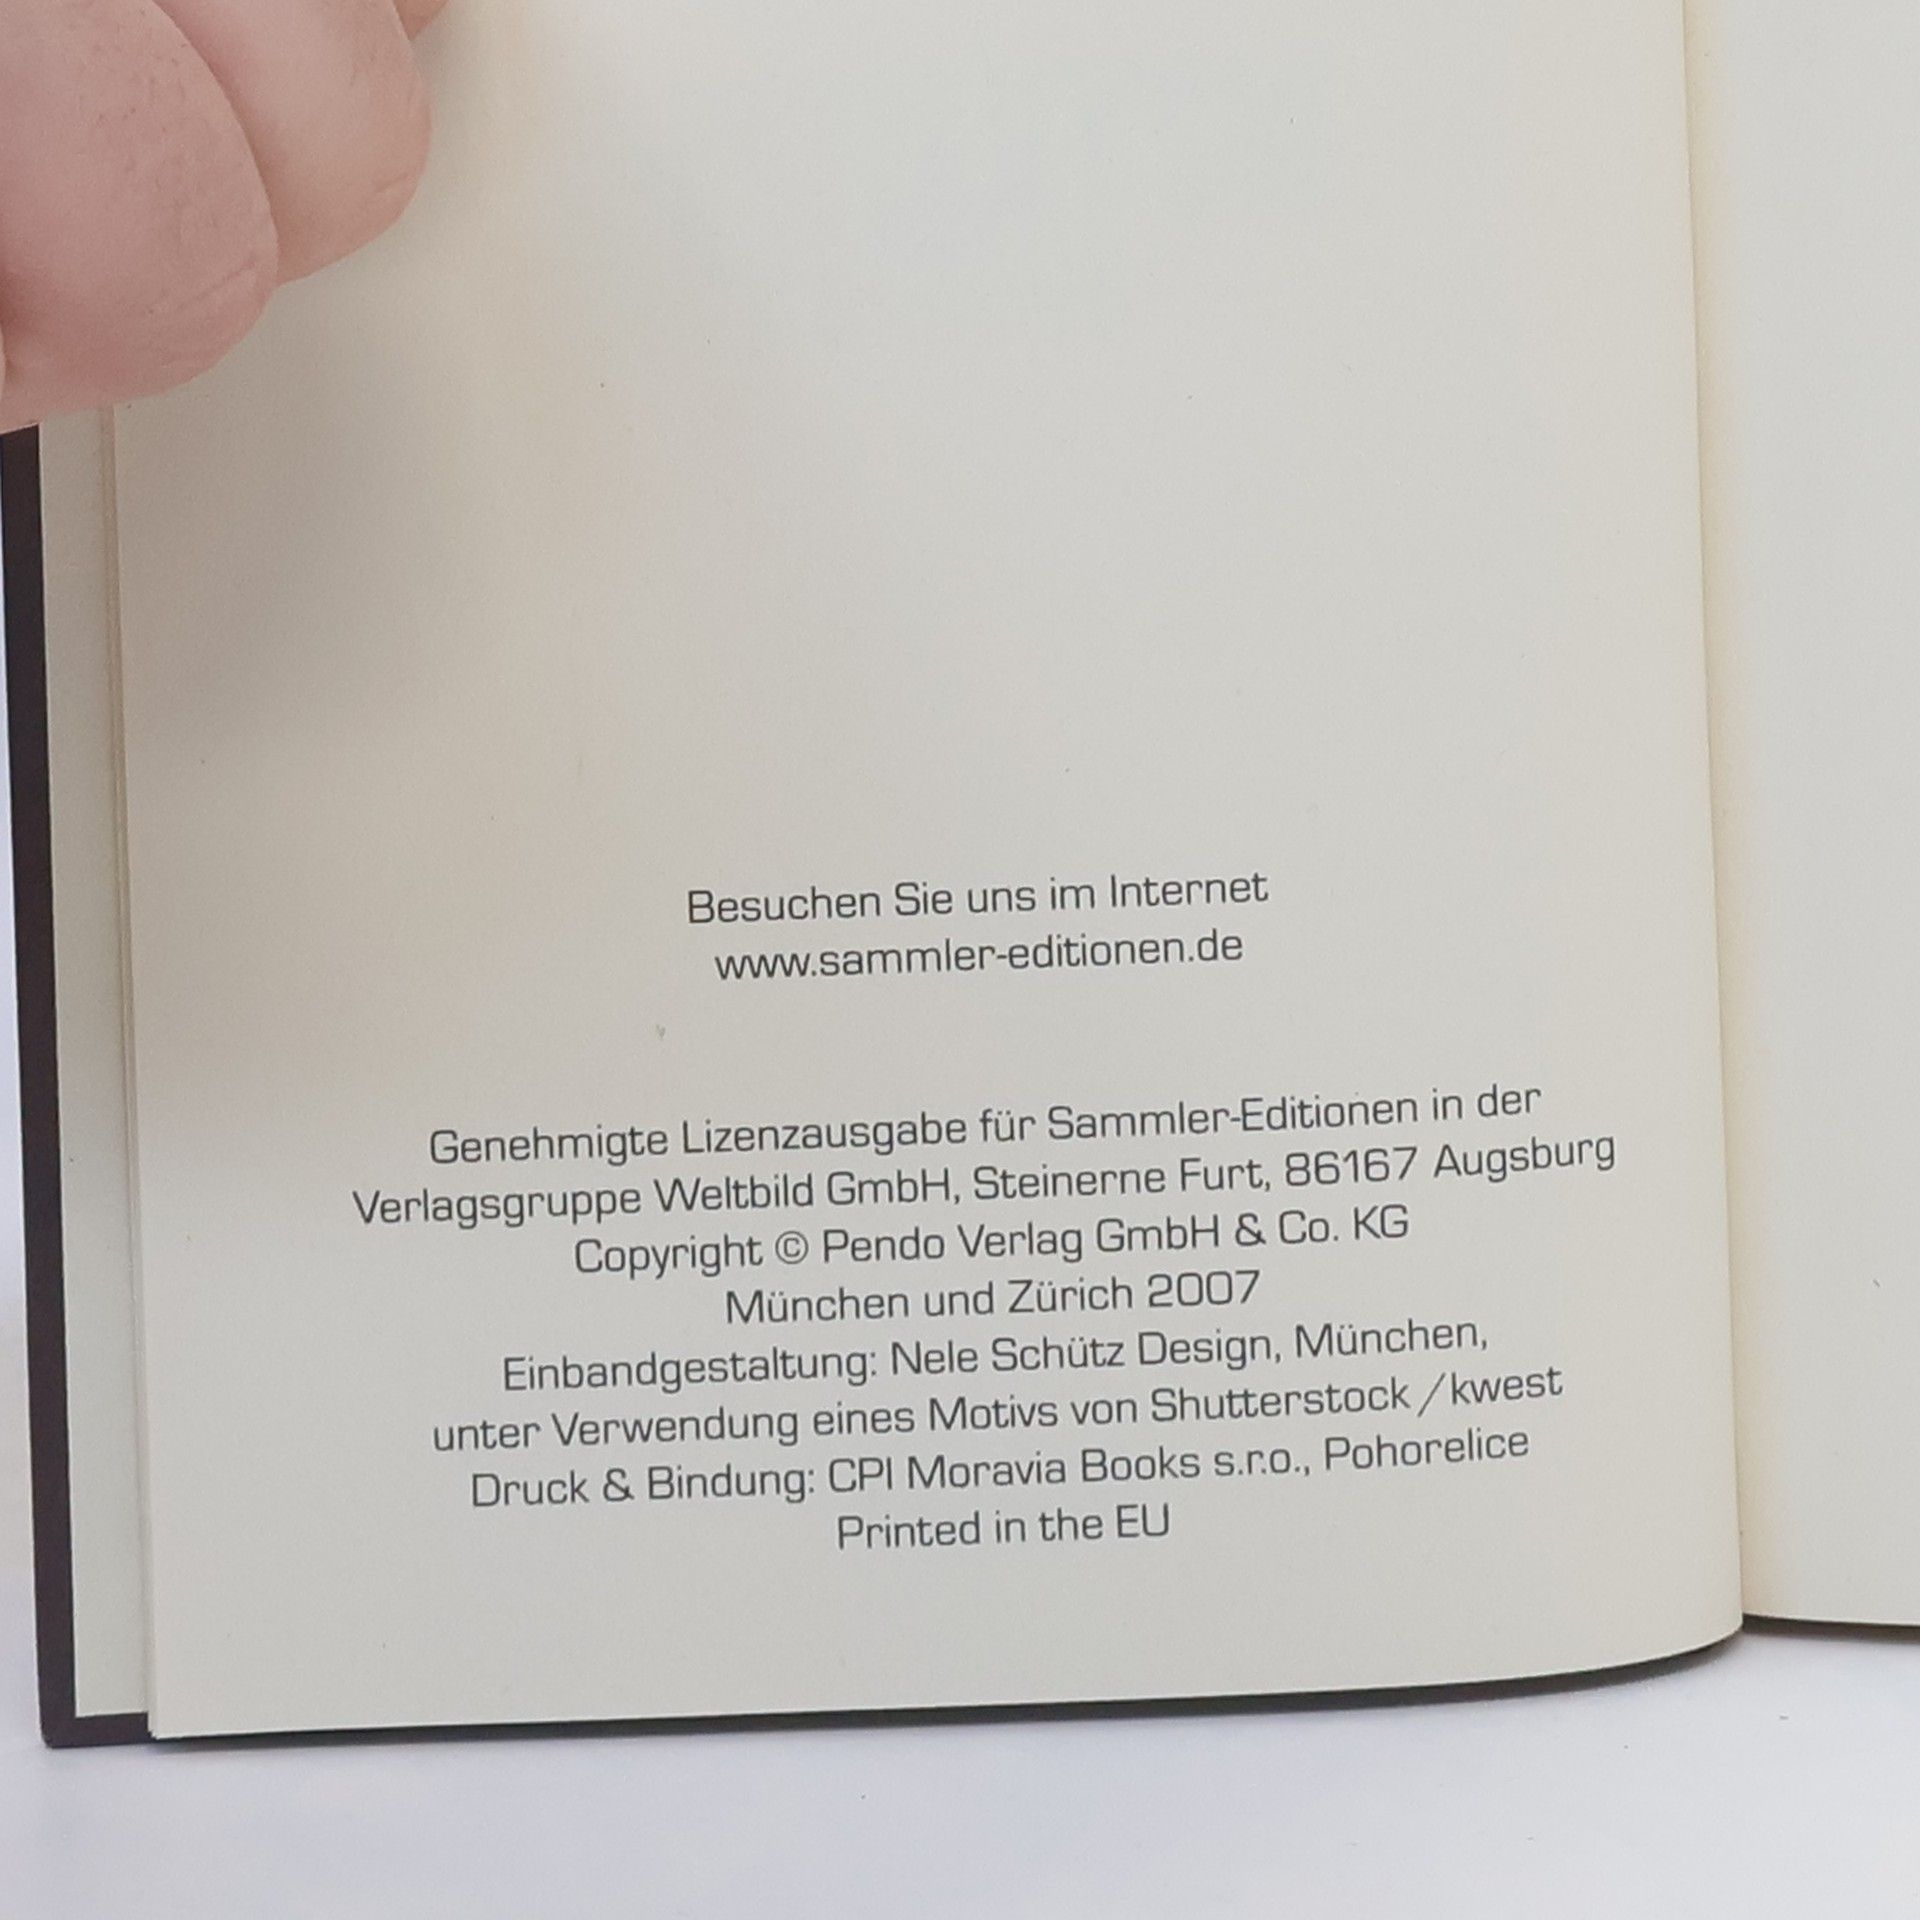 Besuchen Sie uns im Internet
www.sammler-editionen.de
Genehmigte Lizenzausgabe für Sammler-Editionen in der
Verlagsgruppe Weltbild GmbH, Steinerne Furt, 86167 Augsburg
Copyright © Pendo Verlag GmbH & Co. KG
München und Zürich 2007
Einbandgestaltung: Nele Schütz Design, München,
unter Verwendung eines Motivs von Shutterstock /kwest
Druck & Bindung: CPI Moravia Books s.r.o., Pohorelice
Printed in the EU